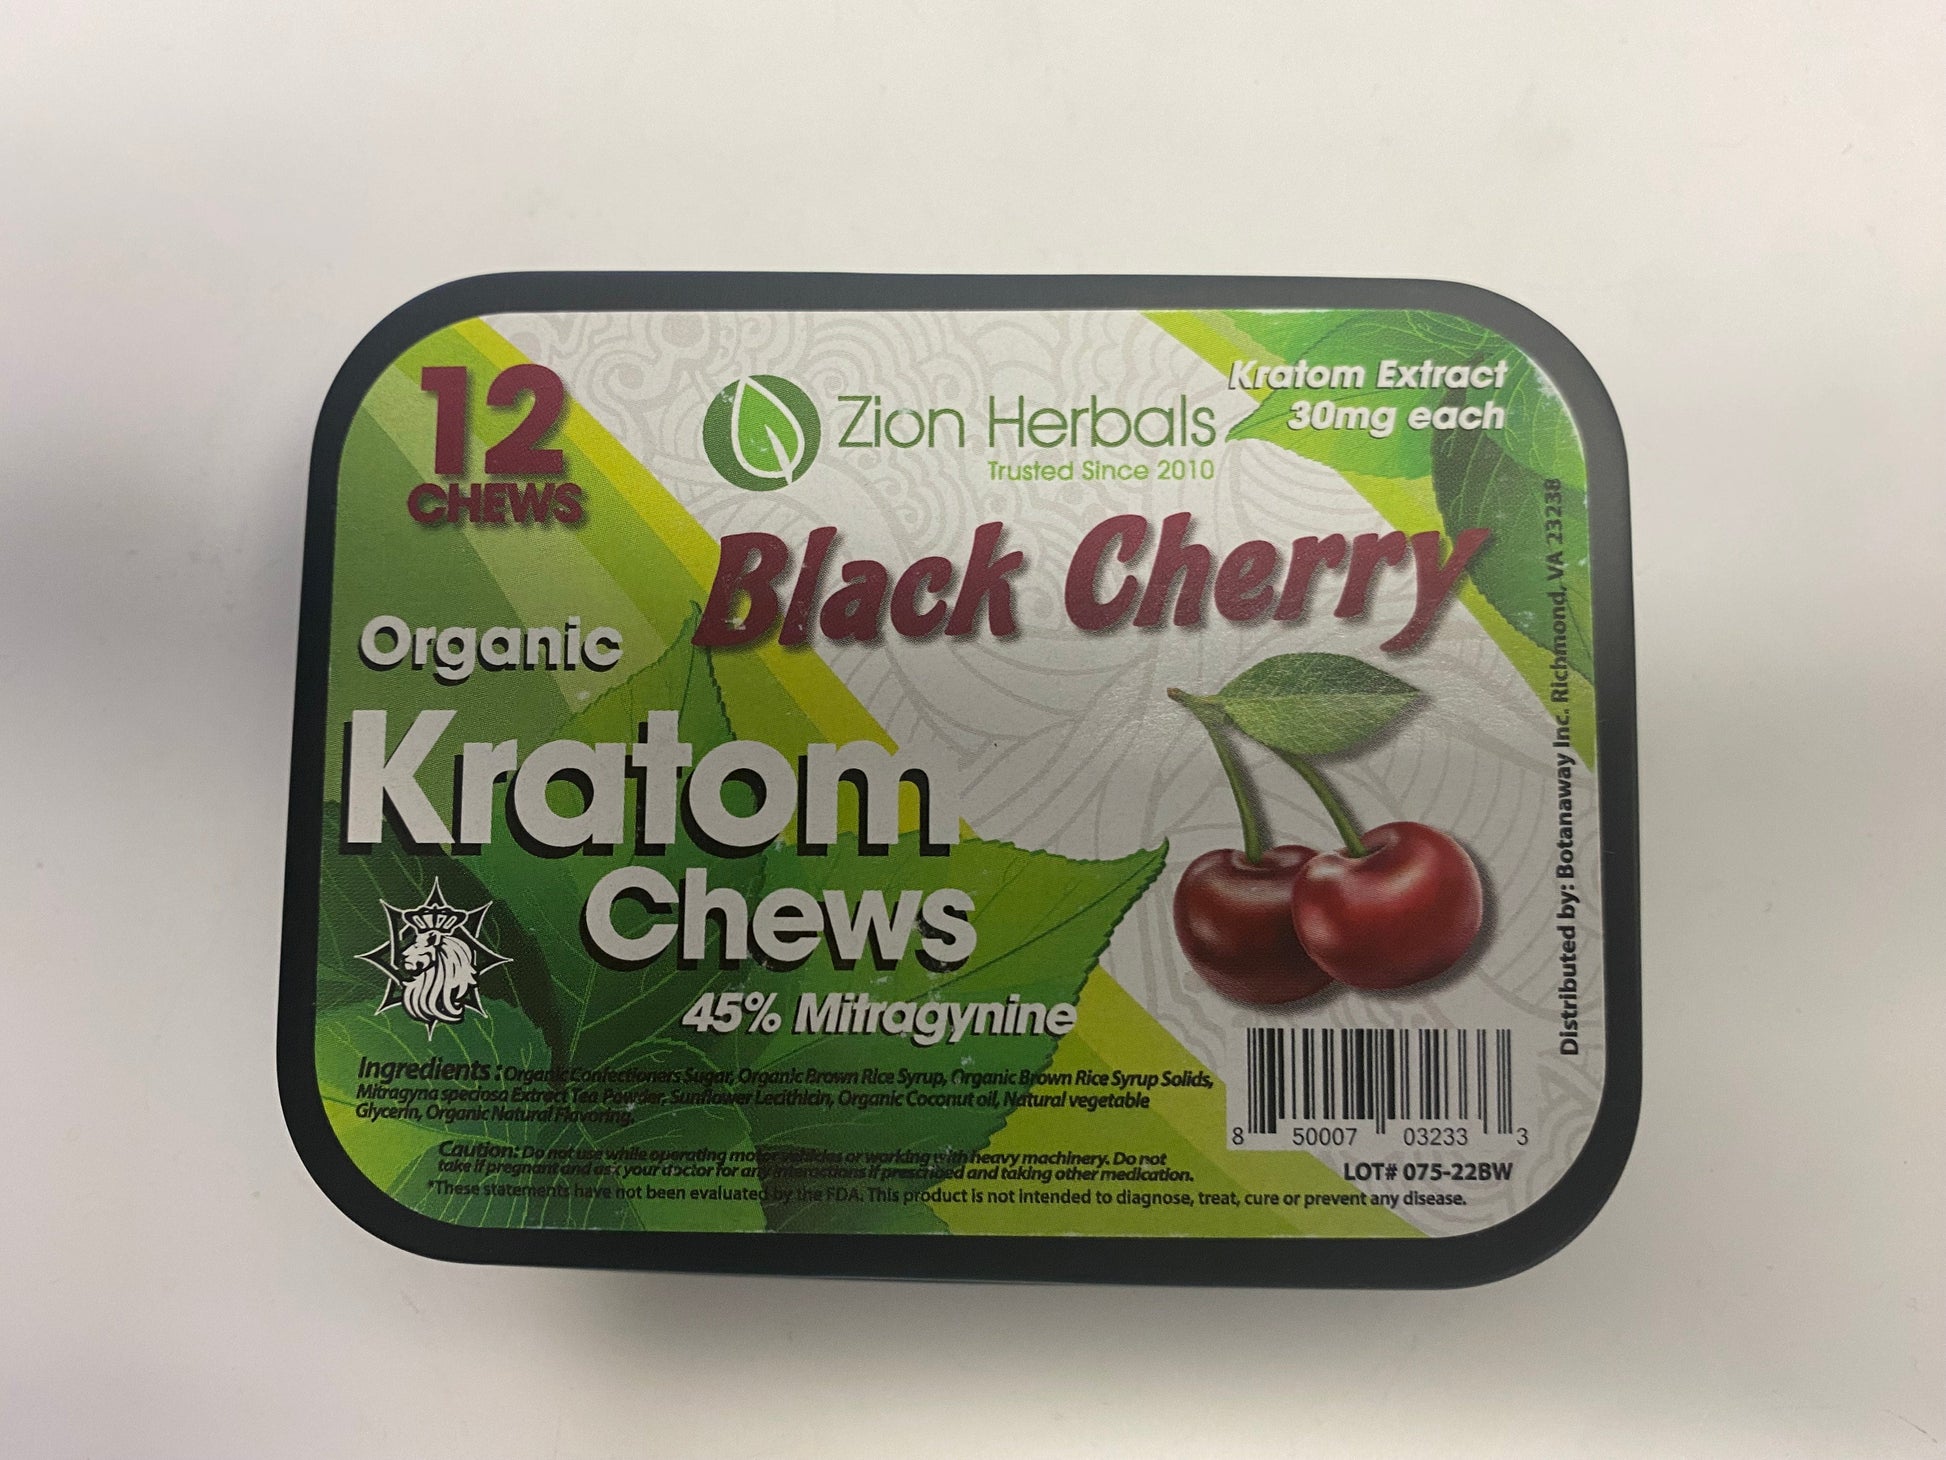 12
CHEWS
Zion Herbals
Trusted Since 2010
Kratom Extract
30mg each
Black Cherry
Organic
Kratom
Chews
45% Mitragynine
Ingredients : Organic Confectioners Sugar, Organic Brown Rice Syrup, Organic Brown Rice Syrup Solids,
Mitragyna speciosa Extract Tea Powder, Sunflower Lecithicin, Organic Coconut oil, Natural vegetable
Glycerin, Organic Natural Flavoring.
Caution: Do not use while operating motor vehicles or working with heavy machinery. Do not
take if pregnant and ask your doctor for any interactions if prescribed and taking other medication.
*These statements have not been evaluated by the FDA. This product is not intended to diagnose, treat, cure or prevent any disease.
8 50007 03233 3
LOT# 075-22BW
Distributed by: Botanaway Inc. Richmond, VA 23238